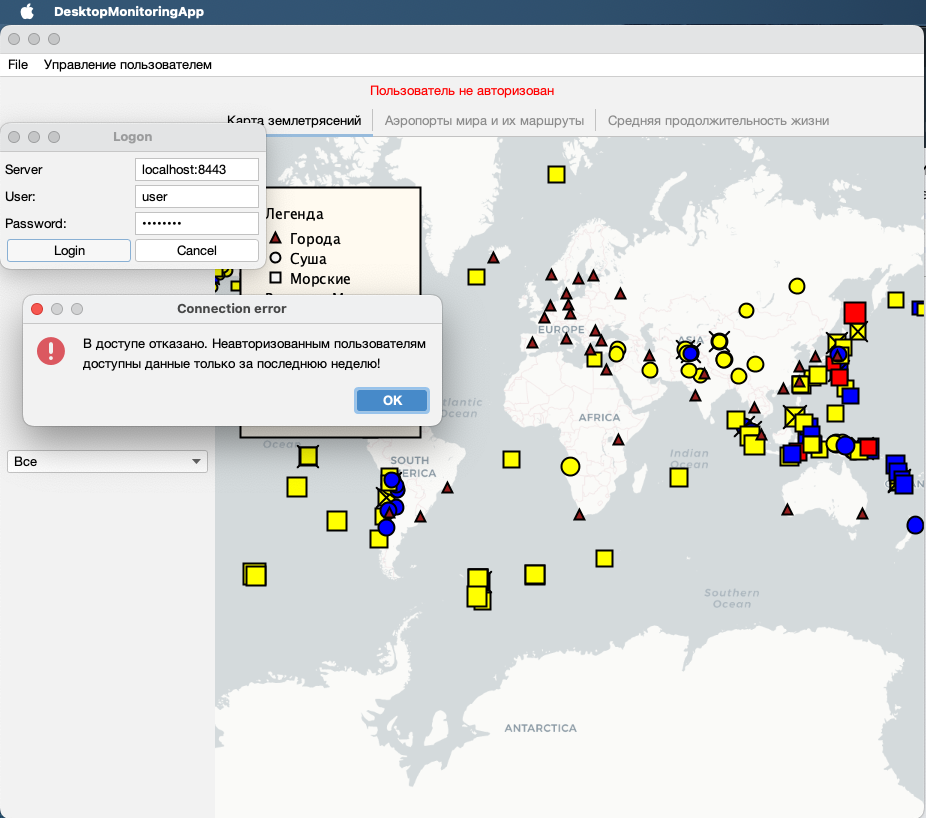 DesktopMonitoringApp
File Управление пользователем
Пользователь не авторизован
Карта землетрясений Аэропорты мира и их маршруты Средняя продолжительность жизни
Logon
Server localhost:8443
User: user
Password: ••••••••
Login Cancel
Легенда
Города
Суша
Морские
Connection error
В доступе отказано. Неавторизованным пользователям
доступны данные только за последнюю неделю!
OK
Все
EUROPE
ASIA
AFRICA
Ocean
Ocean
SOUTH
Indian
Ocean
Southern
Ocean
ANTARCTICA